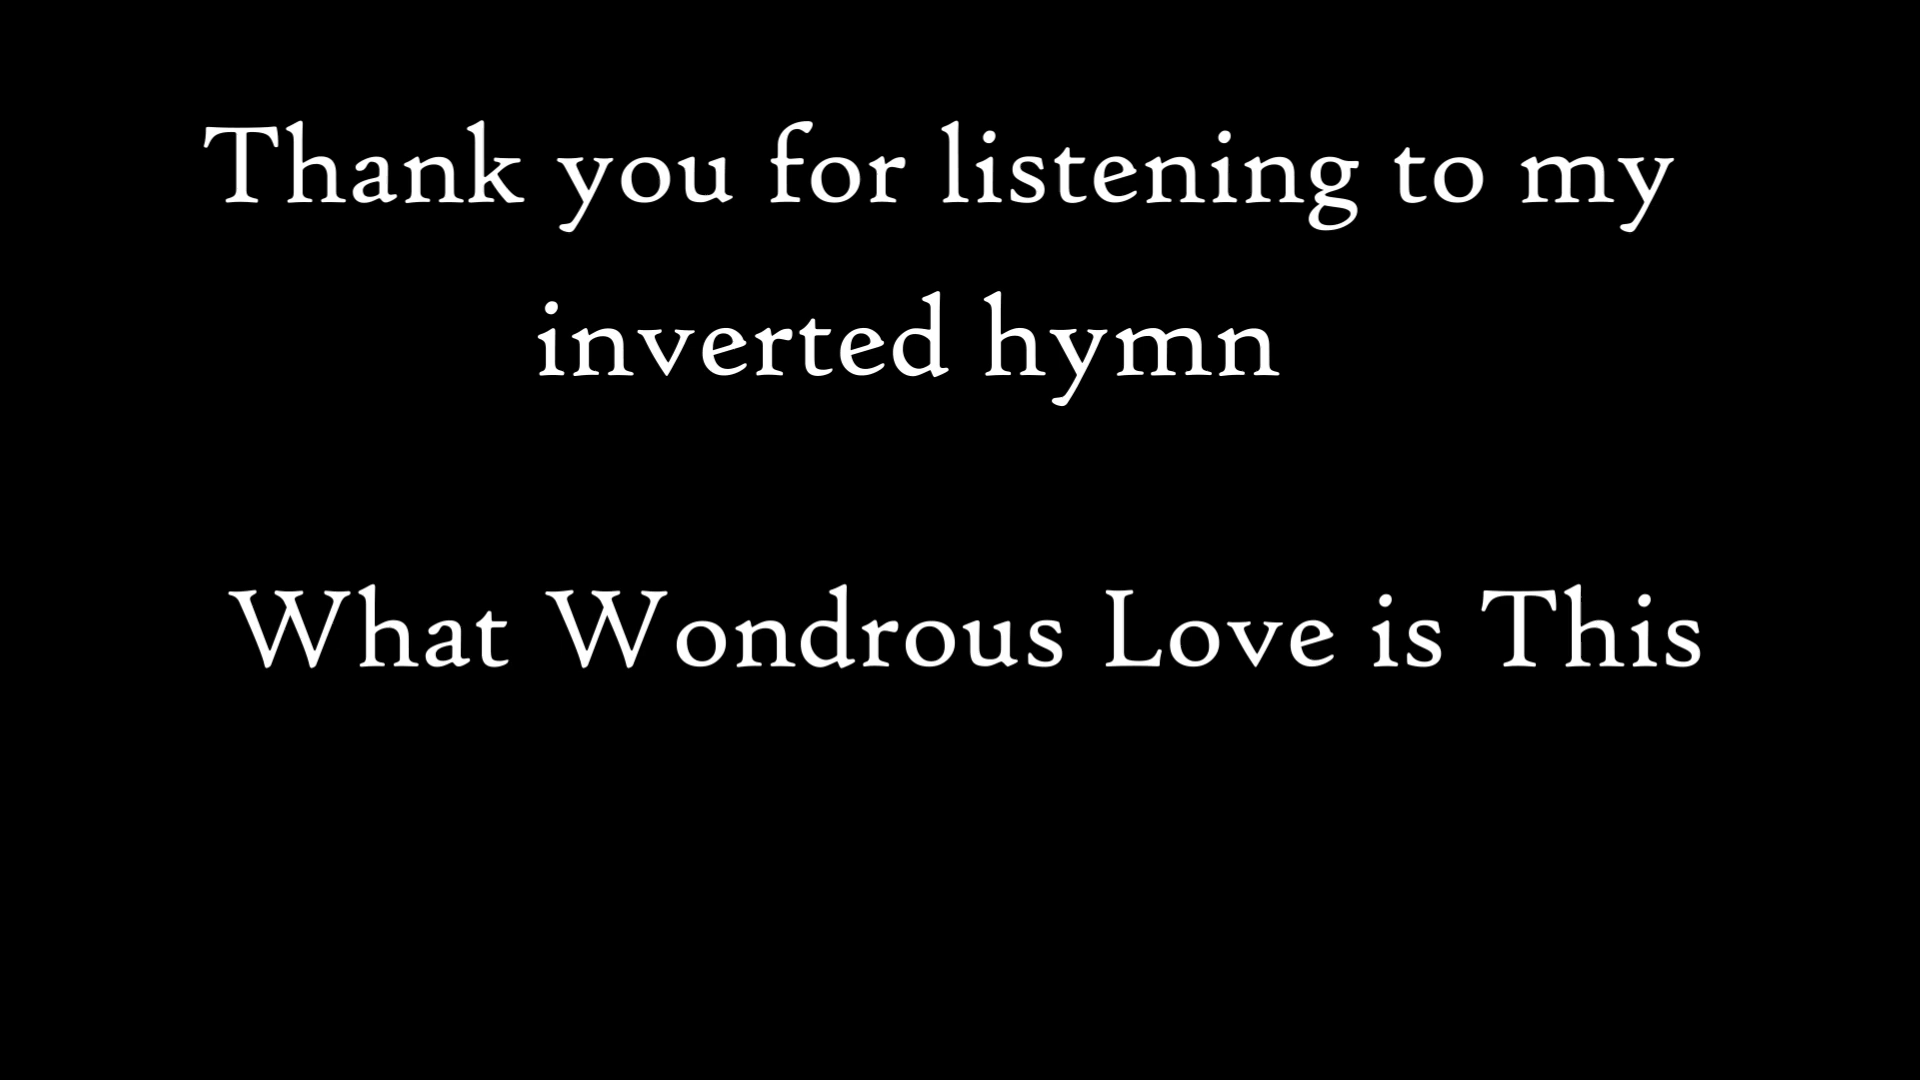 Thank you for listening to my
inverted hymn
What Wondrous Love is This